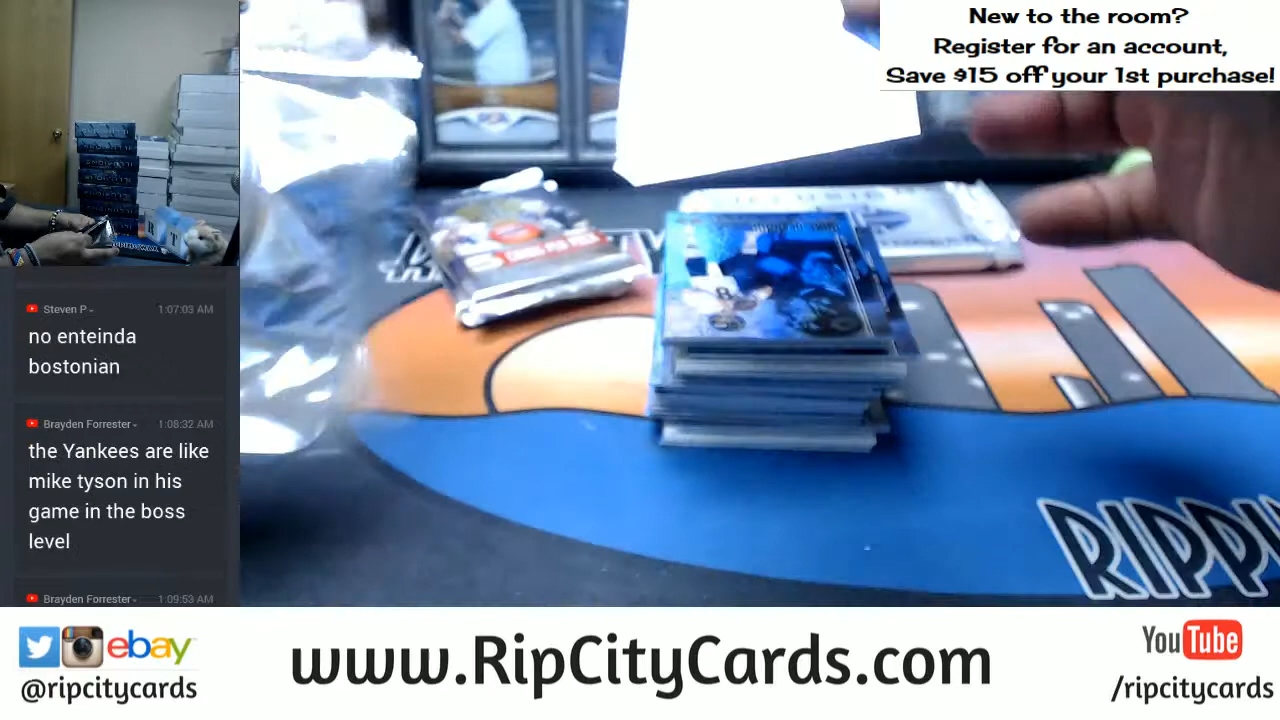 New to the room?
Register for an account,
Save $15 off your 1st purchase!
Steven P
1:07:03 AM
no enteinda
bostonian
Brayden Forrester
1:08:32 AM
the Yankees are like
mike tyson in his
game in the boss
level
Brayden Forrester
1:09:53 AM
RIPPI
ebay
@ripcitycards
www.RipCityCards.com
YouTube
/ripcitycards